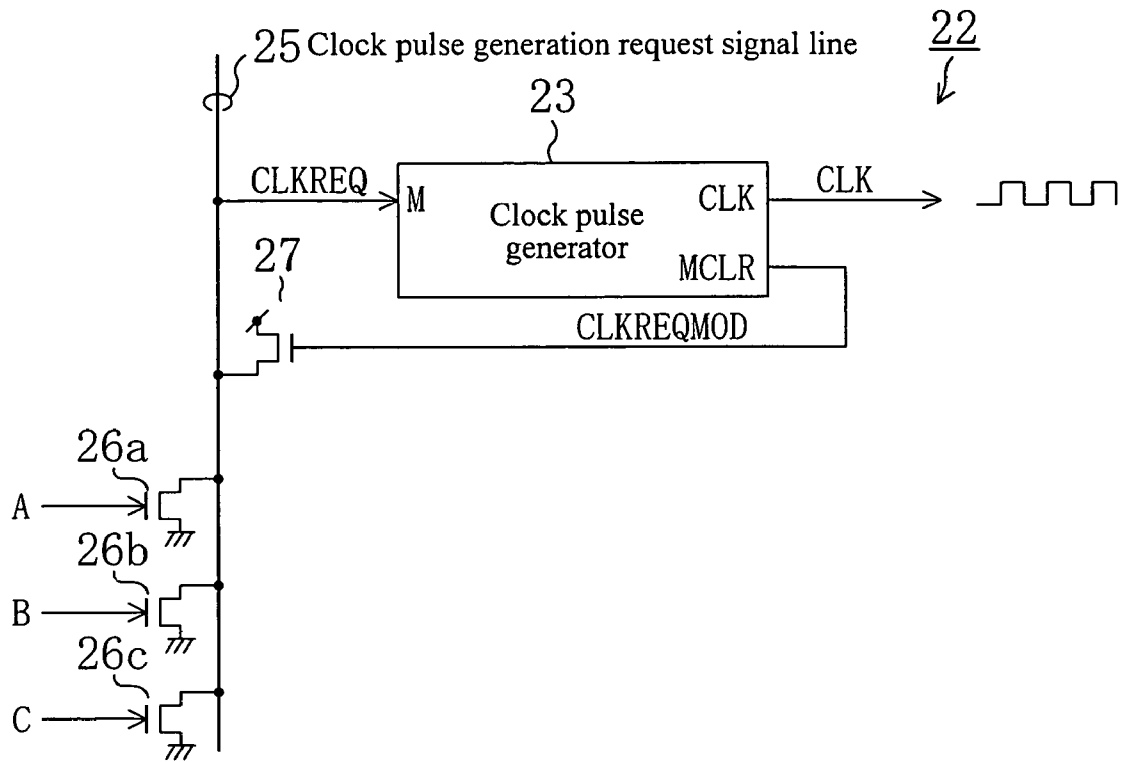 25 Clock pulse generation request signal line
22
23
CLKREQ
M
Clock pulse
generator
CLK
MCLR
CLK
27
CLKREQMOD
26a
A
26b
B
26c
C